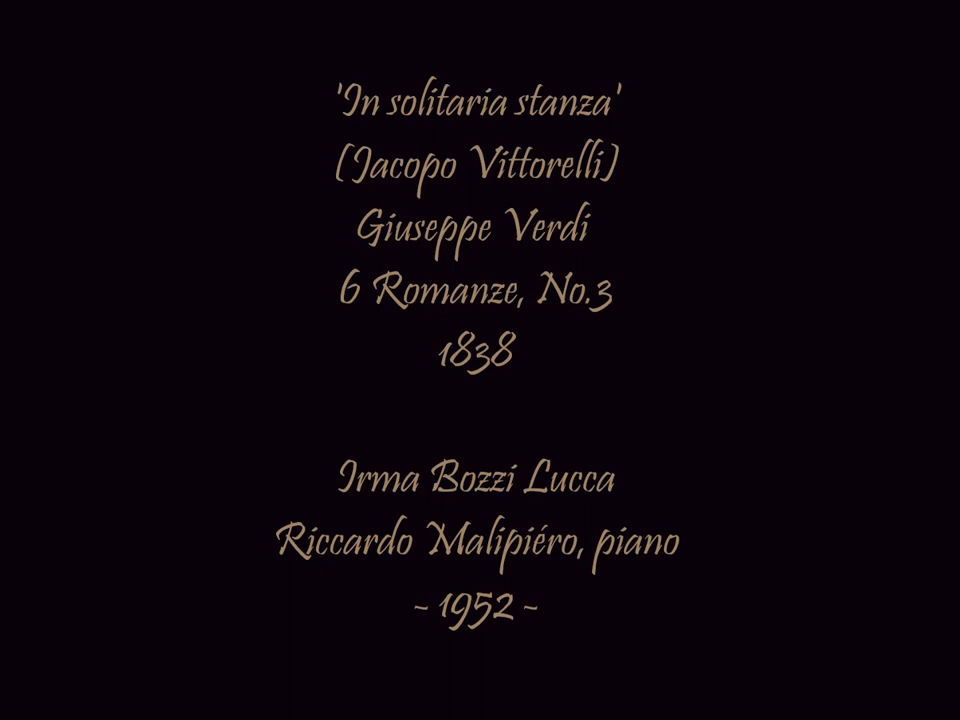 'In solitaria stanza'
(Jacopo Vittorelli)
Giuseppe Verdi
6 Romanze, No.3
1838
Irma Bozzi Lucca
Riccardo Malipiéro, piano
- 1952 -